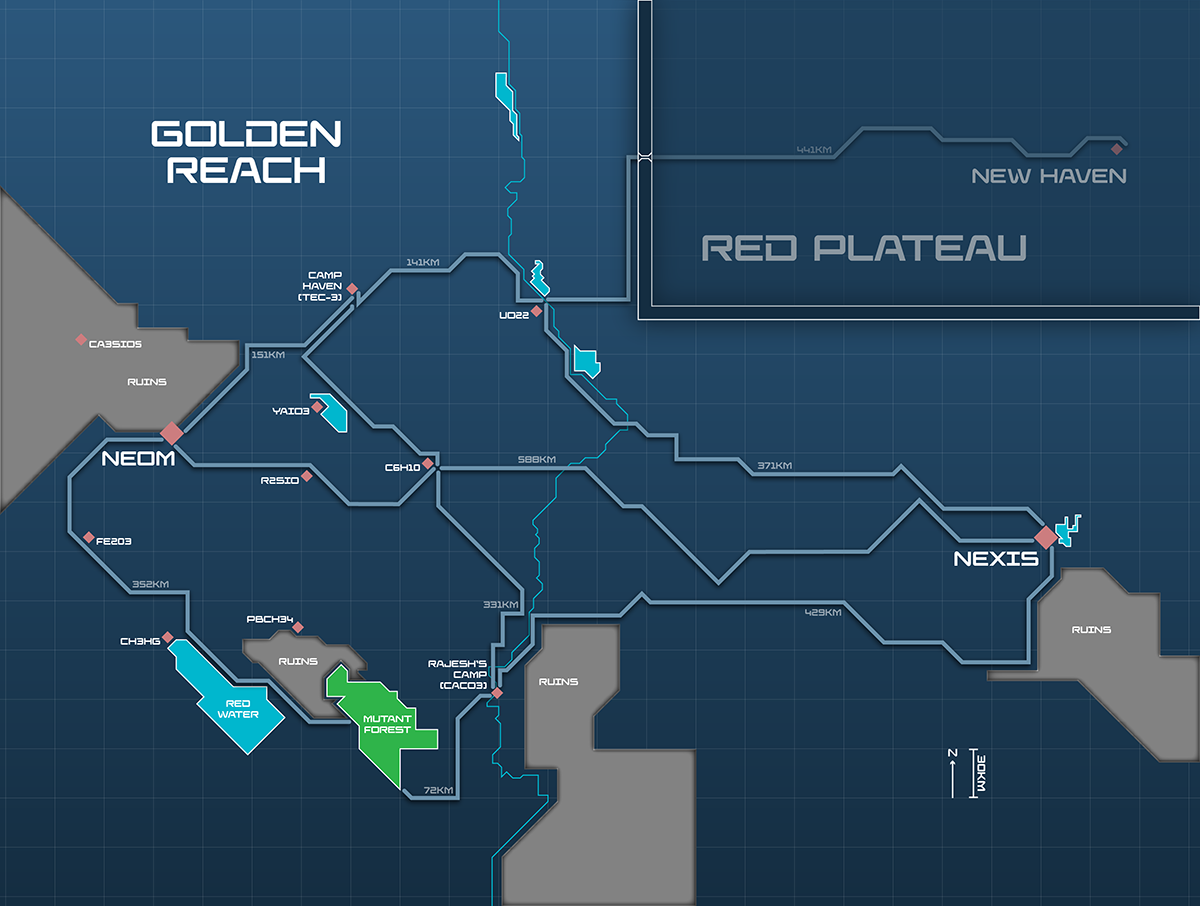 GOLDEN
REACH
441KM
NEW HAVEN
RED PLATEAU
141KM
CAMP
HAVEN
(TEC-3)
UO22
CA3SIO5
151KM
RUINS
YAIO3
NEOM
R2SIO
C6H10
588KM
371KM
FE2O3
NEXIS
352KM
331KM
429KM
PBCH34
CH3HG
RUINS
RAJESH'S
CAMP
(CACO3)
RUINS
RUINS
RED
WATER
MUTANT
FOREST
72KM
N
30KM